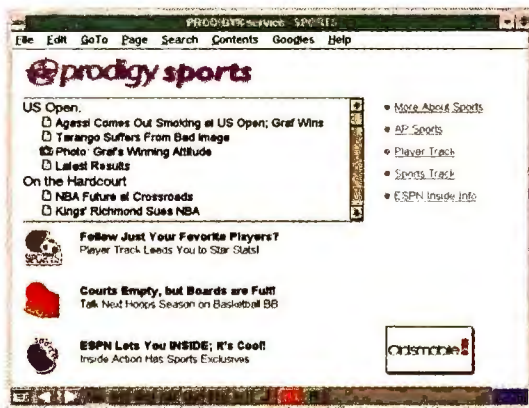 PRODIGY® service SPORTS
File Edit GoTo Page Search Contents Googies Help
prodigy sports
US Open.
Agassi Comes Out Smoking at US Open; Graf Wins
Tarango Suffers From Bad Image
Photo: Graf's Winning Attitude
Latest Results
On the Hardcourt
NBA Future at Crossroads
Kings' Richmond Sues NBA
More About Sports
AP Sports
Player Track
Sports Track
ESPN Inside Info
Follow Just Your Favorite Players?
Player Track Leads You to Star Stats!
Courts Empty, but Boards are Full!
Talk Next Hoops Season on Basketball BB
ESPN Lets You INSIDE; It's Cool!
Inside Action Has Sports Exclusives
Oldsmobile